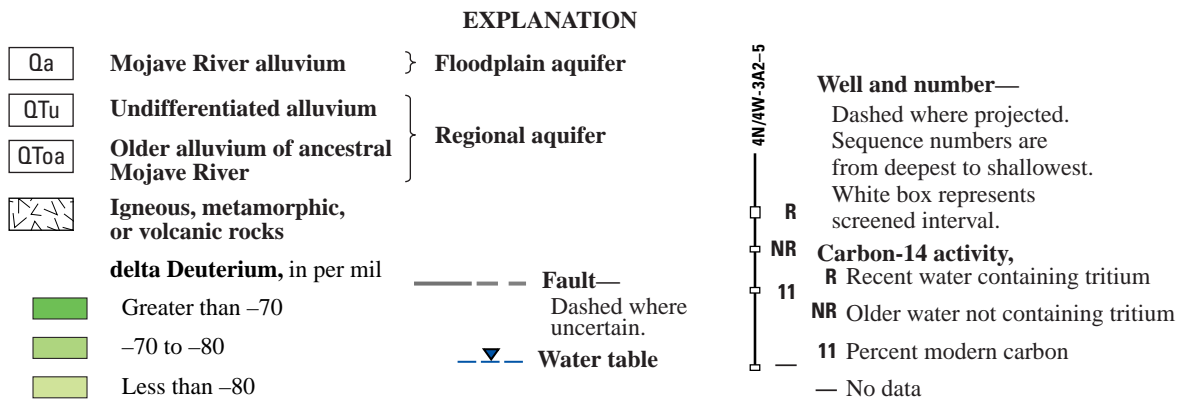 EXPLANATION
Qa Mojave River alluvium } Floodplain aquifer
QTu Undifferentiated alluvium
Regional aquifer
QToa Older alluvium of ancestral
Mojave River
Igneous, metamorphic,
or volcanic rocks
delta Deuterium, in per mil
Greater than –70
–70 to –80
Less than –80
Fault—
Dashed where
uncertain.
Water table
4N/4W-3A2–5
Well and number—
Dashed where projected.
Sequence numbers are
from deepest to shallowest.
White box represents
screened interval.
R
NR
11
—
Carbon-14 activity,
R Recent water containing tritium
NR Older water not containing tritium
11 Percent modern carbon
— No data